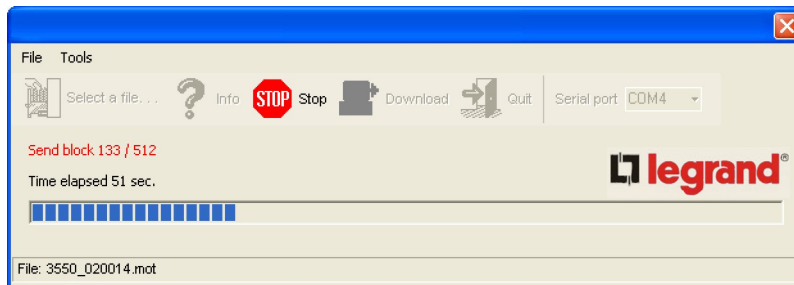 File Tools
Select a file. . . Info STOP Stop Download Quit Serial port COM4
Send block 133 / 512
Time elapsed 51 sec.
legrand®
File: 3550_020014.mot